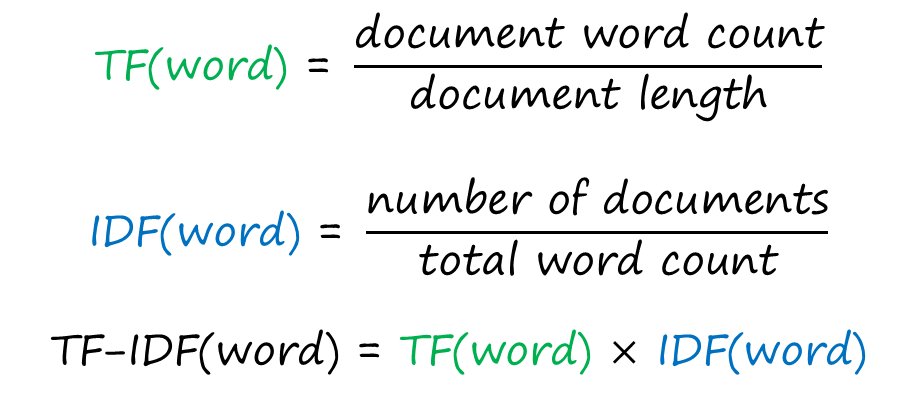 TF(word) = document word count
document length
IDF(word) = number of documents
total word count
TF–IDF(word) = TF(word) × IDF(word)